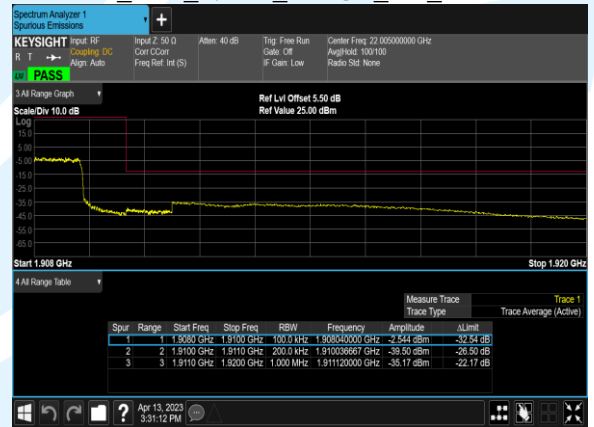 Spectrum Analyzer 1
Spurious Emissions
KEYSIGHT Input: RF Input Z: 50 Ω Atten: 40 dB Trig: Free Run Center Freq: 22.005000000 GHz
R T Coupling: DC Corr CCorr Gate: Off Avg|Hold: 100/100
Align: Auto Freq Ref: Int (S) IF Gain: Low Radio Std: None
PASS
3 All Range Graph
Ref Lvl Offset 5.50 dB
Scale/Div 10.0 dB Ref Value 25.00 dBm
Log
15.0
5.00
-5.00
-15.0
-25.0
-35.0
-45.0
-55.0
-65.0
Start 1.908 GHz Stop 1.920 GHz
4 All Range Table
Measure Trace Trace 1
Trace Type Trace Average (Active)
Spur Range Start Freq Stop Freq RBW Frequency Amplitude ΔLimit
1 1 1.9080 GHz 1.9100 GHz 100.0 kHz 1.908040000 GHz -2.544 dBm -32.54 dB
2 2 1.9100 GHz 1.9110 GHz 200.0 kHz 1.910036667 GHz -39.50 dBm -26.50 dB
3 3 1.9110 GHz 1.9200 GHz 1.000 MHz 1.911120000 GHz -35.17 dBm -22.17 dB
Apr 13, 2023
3:31:12 PM